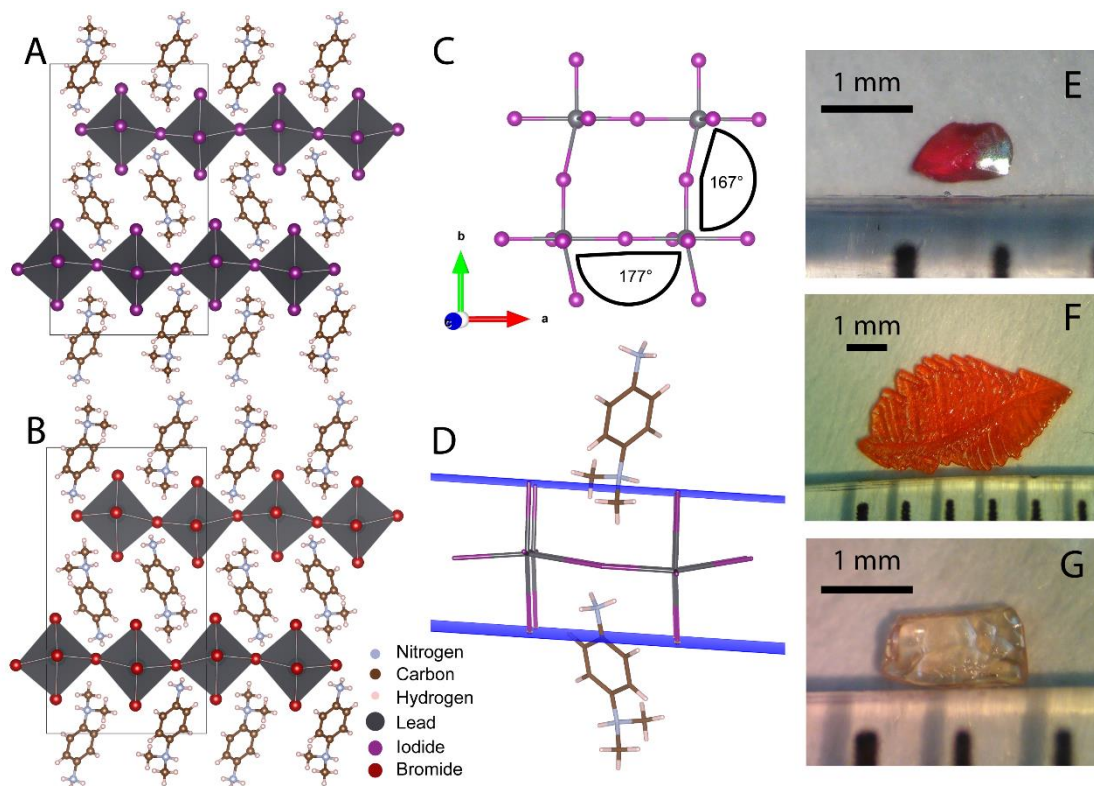 A
B
Nitrogen
Carbon
Hydrogen
Lead
Iodide
Bromide
C
167°
177°
b
a
D
1 mm
E
1 mm
F
1 mm
G